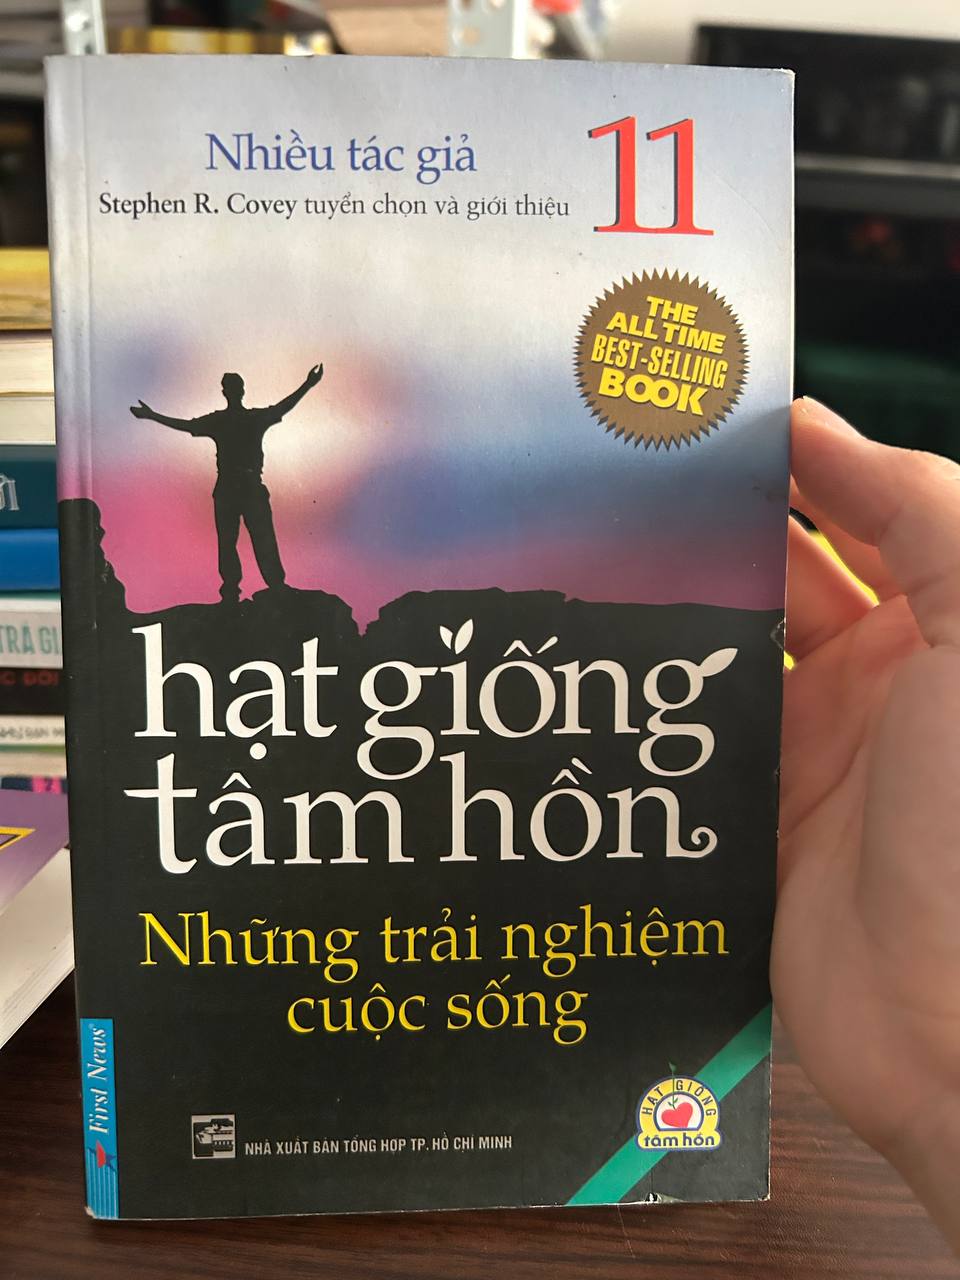 Nhiều tác giả
11
Stephen R. Covey tuyển chọn và giới thiệu
THE
ALL TIME
BEST-SELLING
BOOK
hạt giống
tâm hồn
Những trải nghiệm
cuộc sống
First News
NHÀ XUẤT BẢN TỔNG HỢP TP. HỒ CHÍ MINH
HẠT GIỐNG
tâm hồn
TRẢ GI